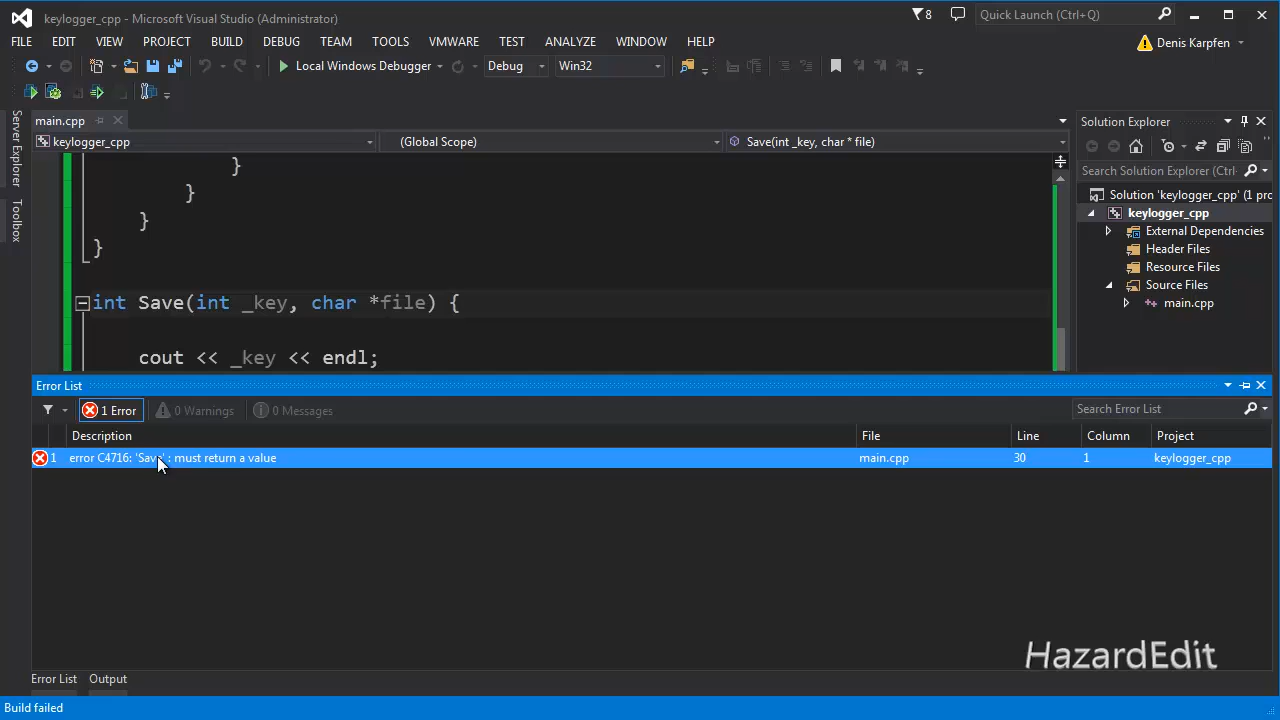 keylogger_cpp - Microsoft Visual Studio (Administrator)
8
Quick Launch (Ctrl+Q)
FILE EDIT VIEW PROJECT BUILD DEBUG TEAM TOOLS VMWARE TEST ANALYZE WINDOW HELP
Denis Karpfen
Local Windows Debugger
Debug
Win32
Server Explorer
Toolbox
main.cpp
keylogger_cpp
(Global Scope)
Save(int _key, char * file)
}
}
}
}
int Save(int _key, char *file) {
cout << _key << endl;
Solution Explorer
Search Solution Explorer (Ctrl-
Solution 'keylogger_cpp' (1 pro
keylogger_cpp
External Dependencies
Header Files
Resource Files
Source Files
main.cpp
Error List
1 Error
0 Warnings
0 Messages
Search Error List
Description File Line Column Project
1 error C4716: 'Save' : must return a value main.cpp 30 1 keylogger_cpp
HazardEdit
Error List Output
Build failed